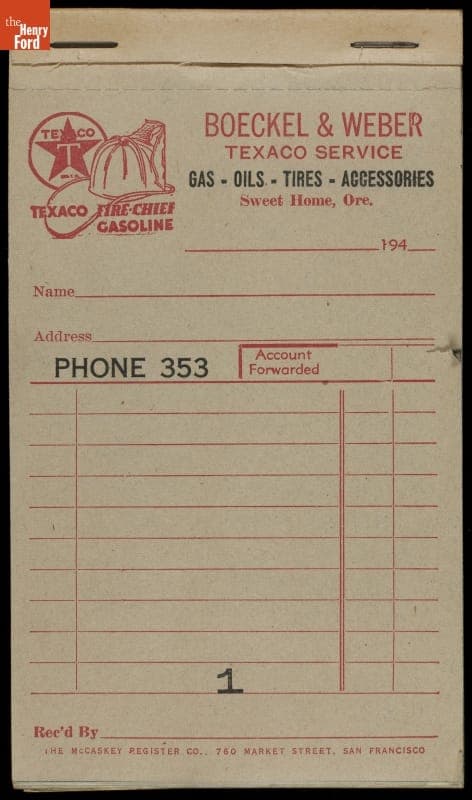 the
Henry
Ford
TEXACO
T
TEXACO FIRE-CHIEF
GASOLINE
BOECKEL & WEBER
TEXACO SERVICE
GAS - OILS - TIRES - ACCESSORIES
Sweet Home, Ore.
194
Name
Address
PHONE 353
Account
Forwarded
1
Rec'd By
THE McCASKEY REGISTER CO., 760 MARKET STREET, SAN FRANCISCO